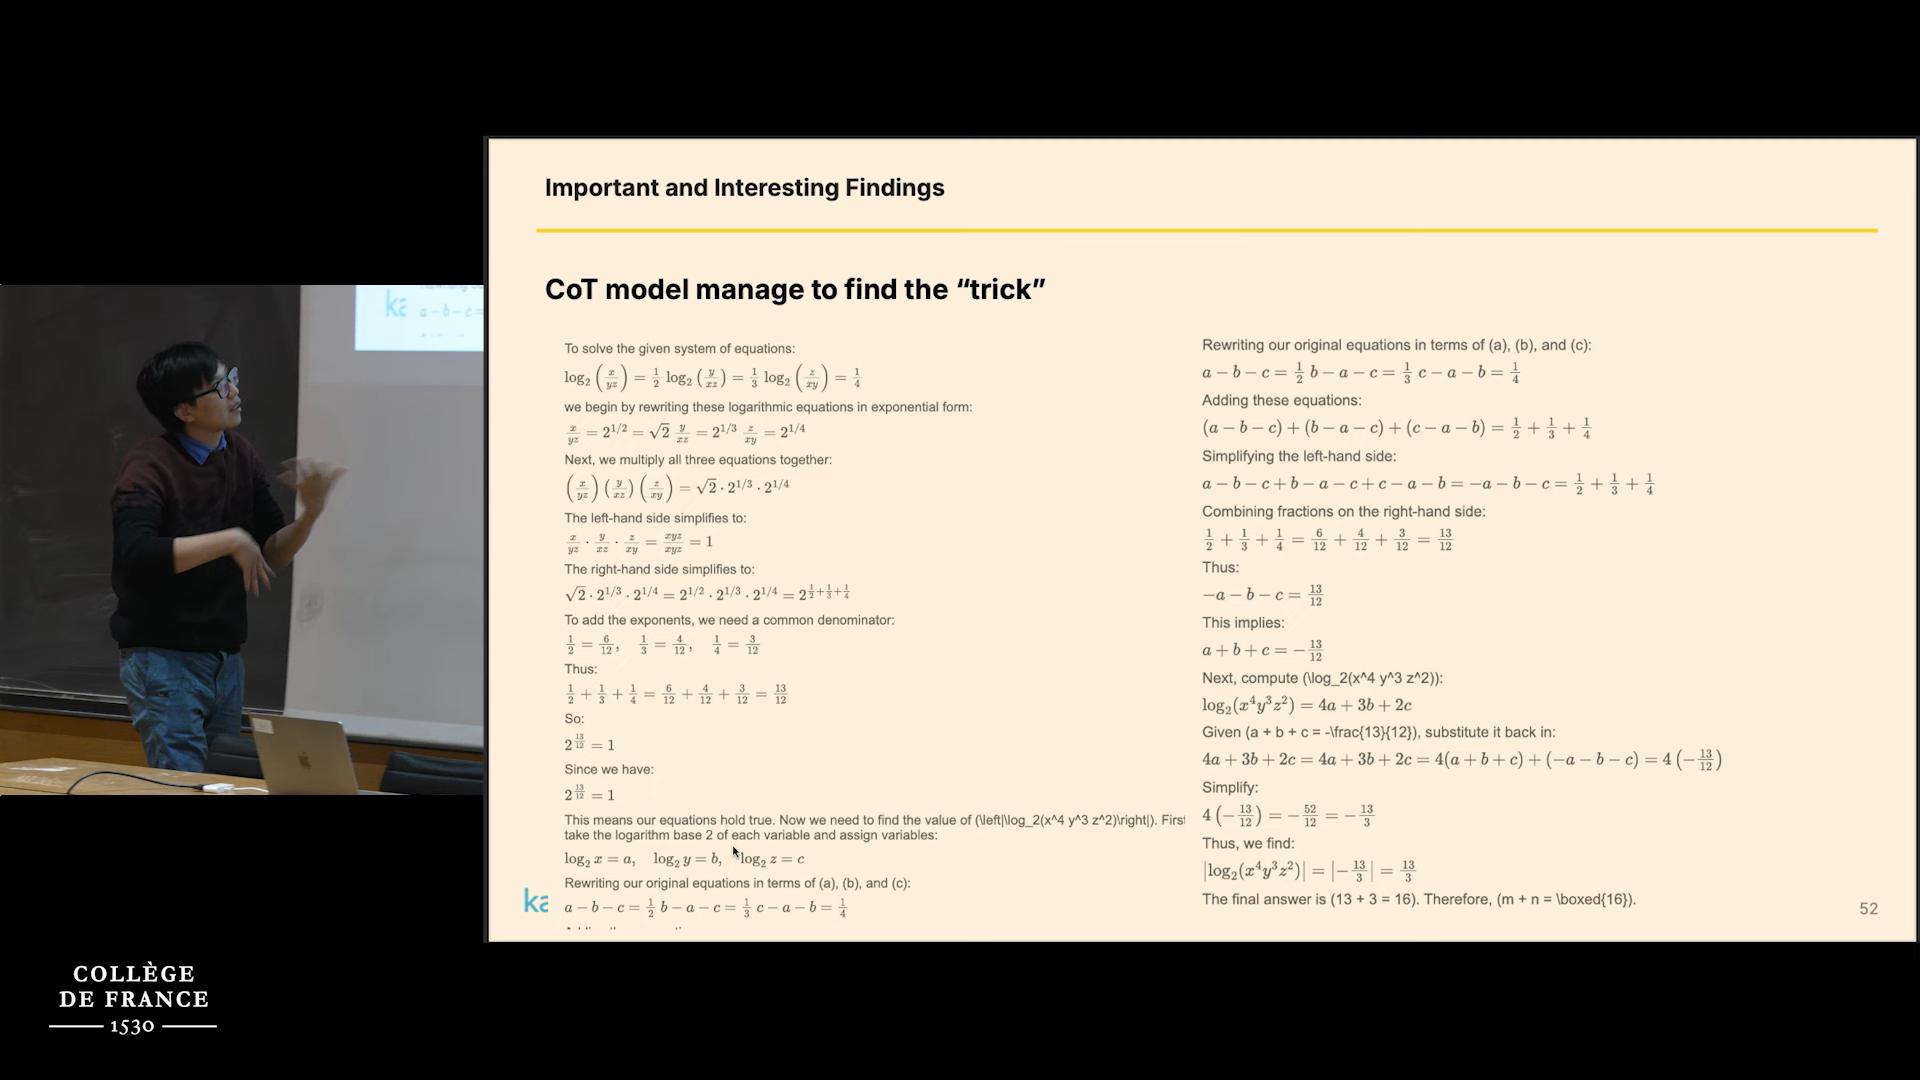 Important and Interesting Findings
CoT model manage to find the “trick”
To solve the given system of equations:
log₂ (x/yz) = 1/2 log₂ (y/xz) = 1/3 log₂ (z/xy) = 1/4
we begin by rewriting these logarithmic equations in exponential form:
x/yz = 2^1/2 = √2 y/xz = 2^1/3 z/xy = 2^1/4
Next, we multiply all three equations together:
(x/yz) (y/xz) (z/xy) = √2 · 2^1/3 · 2^1/4
The left-hand side simplifies to:
x/yz · y/xz · z/xy = xyz/xyz = 1
The right-hand side simplifies to:
√2 · 2^1/3 · 2^1/4 = 2^1/2 · 2^1/3 · 2^1/4 = 2^1/2+1/3+1/4
To add the exponents, we need a common denominator:
1/2 = 6/12, 1/3 = 4/12, 1/4 = 3/12
Thus:
1/2 + 1/3 + 1/4 = 6/12 + 4/12 + 3/12 = 13/12
So:
2^13/12 = 1
Since we have:
2^13/12 = 1
This means our equations hold true. Now we need to find the value of (\left|\log_2(x^4 y^3 z^2)\right|). First
take the logarithm base 2 of each variable and assign variables:
log₂ x = a, log₂ y = b, log₂ z = c
Rewriting our original equations in terms of (a), (b), and (c):
a − b − c = 1/2 b − a − c = 1/3 c − a − b = 1/4
Rewriting our original equations in terms of (a), (b), and (c):
a − b − c = 1/2 b − a − c = 1/3 c − a − b = 1/4
Adding these equations:
(a − b − c) + (b − a − c) + (c − a − b) = 1/2 + 1/3 + 1/4
Simplifying the left-hand side:
a − b − c + b − a − c + c − a − b = −a − b − c = 1/2 + 1/3 + 1/4
Combining fractions on the right-hand side:
1/2 + 1/3 + 1/4 = 6/12 + 4/12 + 3/12 = 13/12
Thus:
−a − b − c = 13/12
This implies:
a + b + c = −13/12
Next, compute (\log_2(x^4 y^3 z^2)):
log₂(x⁴y³z²) = 4a + 3b + 2c
Given (a + b + c = -\frac{13}{12}), substitute it back in:
4a + 3b + 2c = 4a + 3b + 2c = 4(a + b + c) + (−a − b − c) = 4 (−13/12)
Simplify:
4 (−13/12) = −52/12 = −13/3
Thus, we find:
|log₂(x⁴y³z²)| = |−13/3| = 13/3
The final answer is (13 + 3 = 16). Therefore, (m + n = \boxed{16}).
52
ka
a − b − c =
COLLÈGE
DE FRANCE
1530